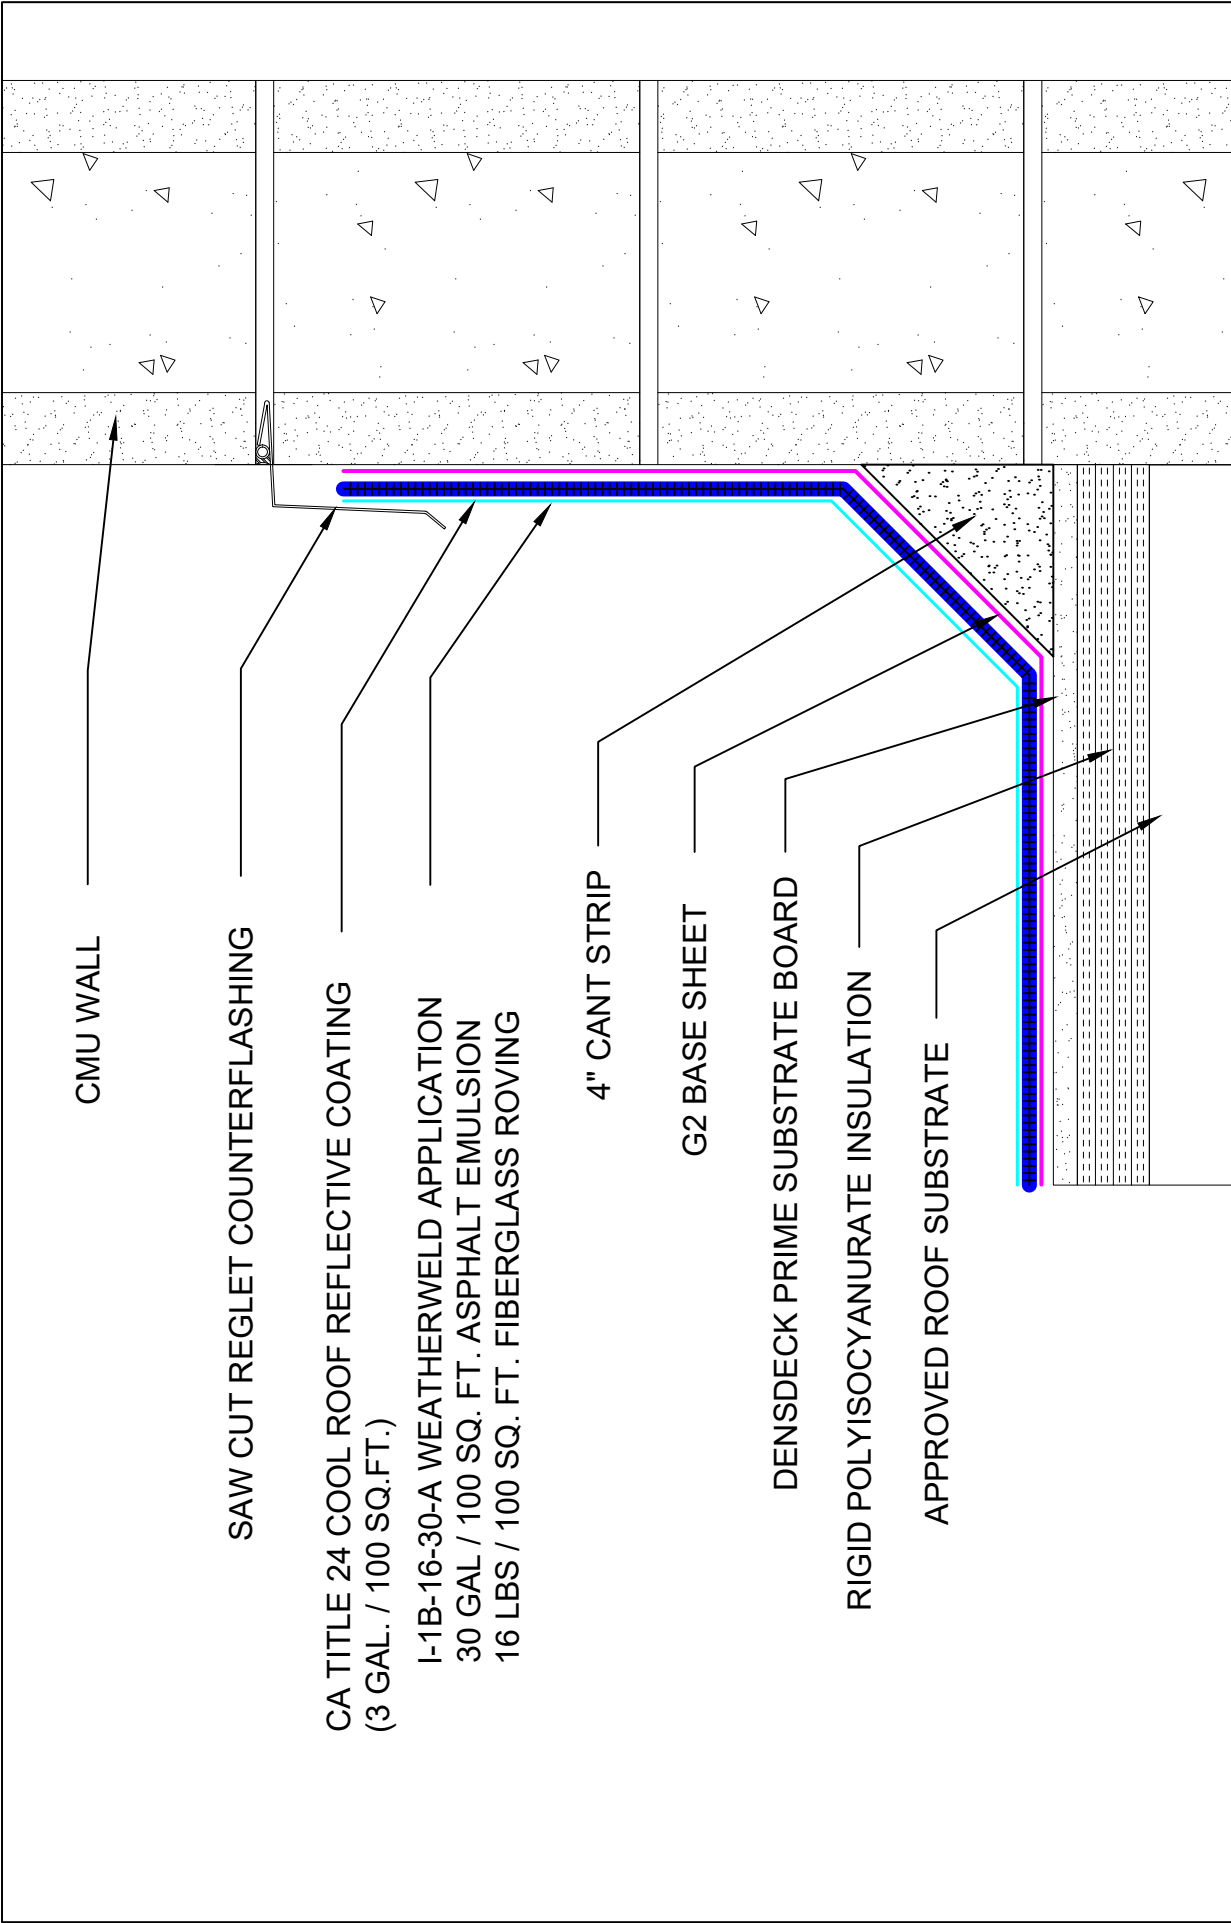 CMU WALL
SAW CUT REGLET COUNTERFLASHING
CA TITLE 24 COOL ROOF REFLECTIVE COATING
(3 GAL. / 100 SQ.FT.)
I-1B-16-30-A WEATHERWELD APPLICATION
30 GAL / 100 SQ. FT. ASPHALT EMULSION
16 LBS / 100 SQ. FT. FIBERGLASS ROVING
4" CANT STRIP
G2 BASE SHEET
DENSDECK PRIME SUBSTRATE BOARD
RIGID POLYISOCYANURATE INSULATION
APPROVED ROOF SUBSTRATE